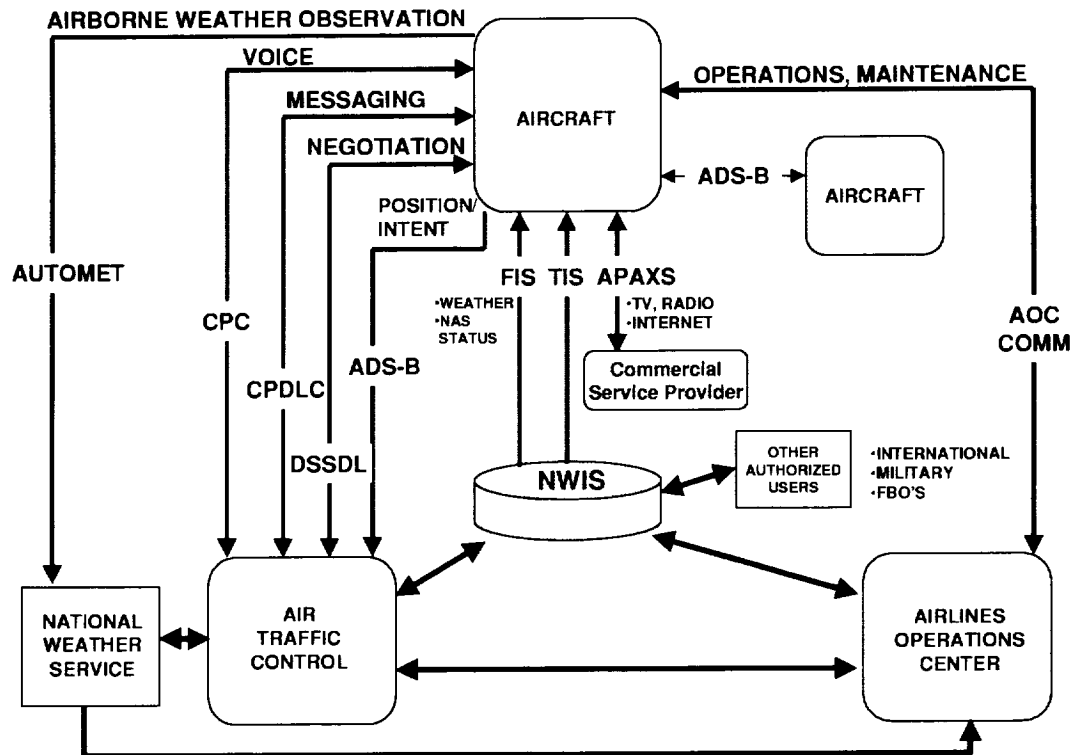 AIRBORNE WEATHER OBSERVATION
VOICE
MESSAGING
NEGOTIATION
POSITION/
INTENT
AIRCRAFT
OPERATIONS, MAINTENANCE
ADS-B
AIRCRAFT
AUTOMET
CPC
CPDLC
DSSDL
ADS-B
FIS
•WEATHER
•NAS
STATUS
TIS
APAXS
•TV, RADIO
•INTERNET
Commercial
Service Provider
AOC
COMM
NWIS
OTHER
AUTHORIZED
USERS
•INTERNATIONAL
•MILITARY
•FBO'S
NATIONAL
WEATHER
SERVICE
AIR
TRAFFIC
CONTROL
AIRLINES
OPERATIONS
CENTER